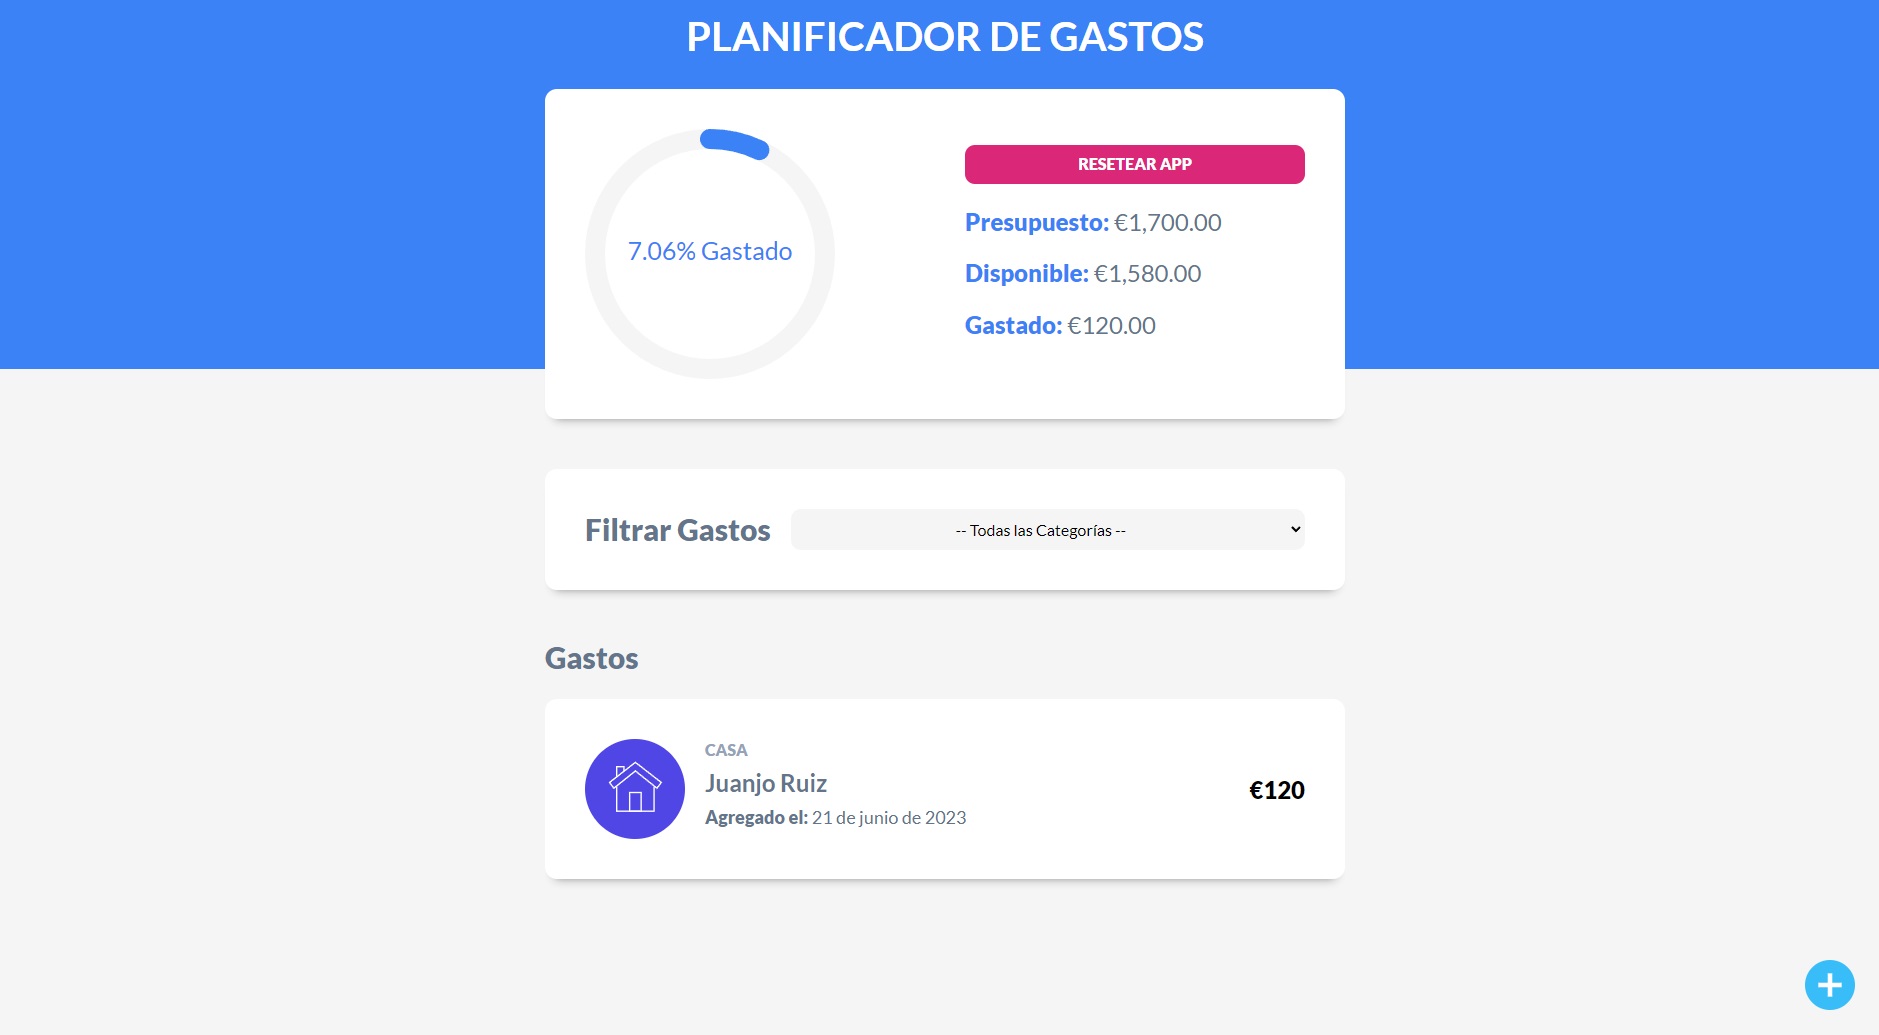 PLANIFICADOR DE GASTOS
7.06% Gastado
RESETEAR APP
Presupuesto: €1,700.00
Disponible: €1,580.00
Gastado: €120.00
Filtrar Gastos
-- Todas las Categorías --
Gastos
CASA
Juanjo Ruiz
€120
Agregado el: 21 de junio de 2023